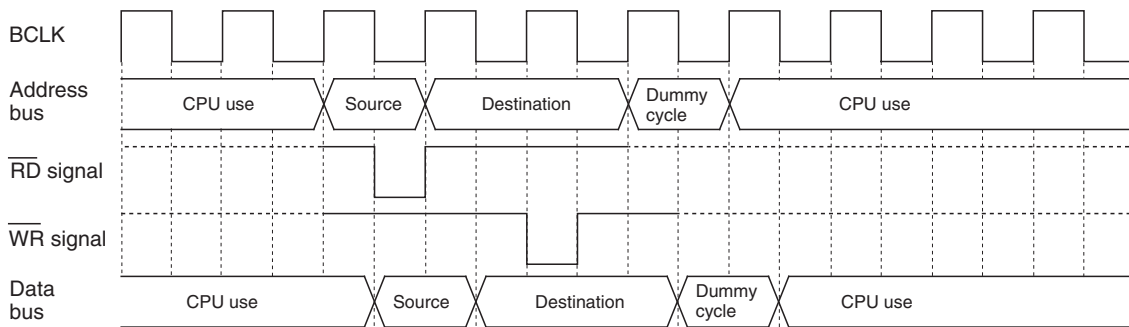 BCLK
Address
bus
CPU use
Source
Destination
Dummy
cycle
CPU use
RD signal
WR signal
Data
bus
CPU use
Source
Destination
Dummy
cycle
CPU use